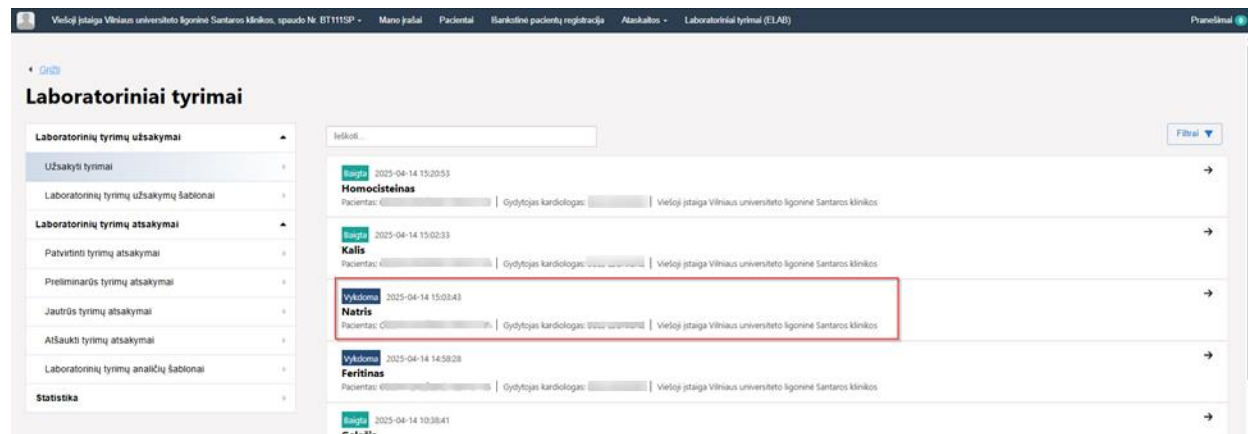 Viešoji įstaiga Vilniaus universiteto ligoninė Santaros klinikos, spaudo Nr. BT111SP Mano įrašai Pacientai Išankstinė pacientų registracija Ataskaitos Laboratoriniai tyrimai (ELAB) Pranešimai 0
Grįžti
Laboratoriniai tyrimai
Laboratorinių tyrimų užsakymai
Užsakyti tyrimai
Laboratorinių tyrimų užsakymų šablonai
Laboratorinių tyrimų atsakymai
Patvirtinti tyrimų atsakymai
Preliminarūs tyrimų atsakymai
Jautrūs tyrimų atsakymai
Atšaukti tyrimų atsakymai
Laboratorinių tyrimų analičių šablonai
Statistika
Ieškoti...
Filtrai
Baigta 2025-04-14 15:20:53
Homocisteinas
Pacientas: Gydytojas kardiologas: Viešoji įstaiga Vilniaus universiteto ligoninė Santaros klinikos
Baigta 2025-04-14 15:02:33
Kalis
Pacientas: Gydytojas kardiologas: Viešoji įstaiga Vilniaus universiteto ligoninė Santaros klinikos
Vykdoma 2025-04-14 15:03:43
Natris
Pacientas: Gydytojas kardiologas: Viešoji įstaiga Vilniaus universiteto ligoninė Santaros klinikos
Vykdoma 2025-04-14 14:58:28
Feritinas
Pacientas: Gydytojas kardiologas: Viešoji įstaiga Vilniaus universiteto ligoninė Santaros klinikos
Baigta 2025-04-14 10:38:41